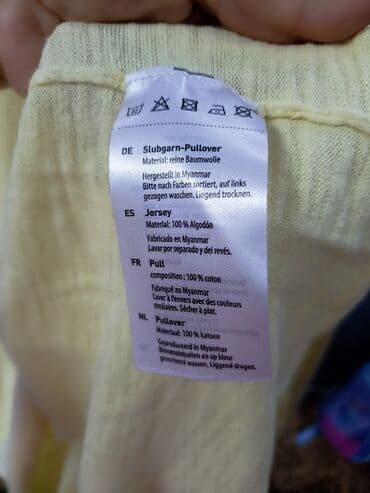 DE Slubgarn-Pullover
Material: reine Baumwolle
Hergestellt in Myanmar
Bitte nach Farben sortiert, auf links
gezogen waschen. Liegend trocknen.
ES Jersey
Material: 100 % Algodón
Fabricado en Myanmar
Lavar por separado y del revés.
FR Pull
composition : 100 % coton
Fabriqué au Myanmar
Laver à l'envers avec des couleurs
similaires. Sécher à plat.
NL Pullover
Materiaal: 100% katoen
Geproduceerd in Myanmar
Binnenstebuiten en op kleur
gesorteerd wassen. Liggend drogen.